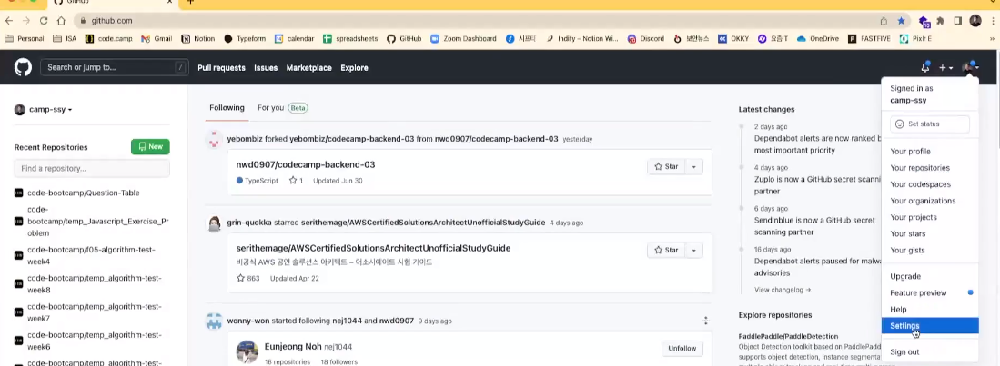 GitHub
github.com
Personal ISA code.camp Gmail Notion Typeform calendar spreadsheets GitHub Zoom Dashboard 시프티 Indify – Notion Wi... Discord 보안뉴스 OKKY 요즘IT OneDrive FASTFIVE Pixlr E »
Search or jump to... / Pull requests Issues Marketplace Explore
Signed in as
camp-ssy
Set status
Your profile
Your repositories
Your codespaces
Your organizations
Your projects
Your stars
Your gists
Upgrade
Feature preview
Help
Settings
Sign out
camp-ssy
Recent Repositories New
Find a repository...
code-bootcamp/Question-Table
code-
bootcamp/temp_Javascript_Exercise_Pr
oblem
code-bootcamp/f05-algorithm-test-
week4
code-bootcamp/temp_algorithm-test-
week8
code-bootcamp/temp_algorithm-test-
week7
code-bootcamp/temp_algorithm-test-
week6
code-bootcamp/temp_algorithm-test-
Following For you Beta
yebombiz forked yebombiz/codecamp-backend-03 from nwd0907/codecamp-backend-03 yesterday
nwd0907/codecamp-backend-03 Star
TypeScript 1 Updated Jun 30
grin-quokka starred serithemage/AWSCertifiedSolutionsArchitectUnofficialStudyGuide 4 days ago
serithemage/AWSCertifiedSolutionsArchitectUnofficialStudyGuide Star
비공식 AWS 공인 솔루션스 아키텍트 – 어소시에이트 시험 가이드
863 Updated Apr 22
wonny-won started following nej1044 and nwd0907 9 days ago
Eunjeong Noh nej1044 Unfollow
16 repositories 18 followers
Latest changes
2 days ago
Dependabot alerts are now ranked b
most important priority
4 days ago
Zuplo is now a GitHub secret scanni
partner
6 days ago
Sendinblue is now a GitHub secret
scanning partner
16 days ago
Dependabot alerts paused for malwa
advisories
View changelog →
Explore repositories
PaddlePaddle/PaddleDetection
Object Detection toolkit based on PaddlePadd
supports object detection, instance segmenta